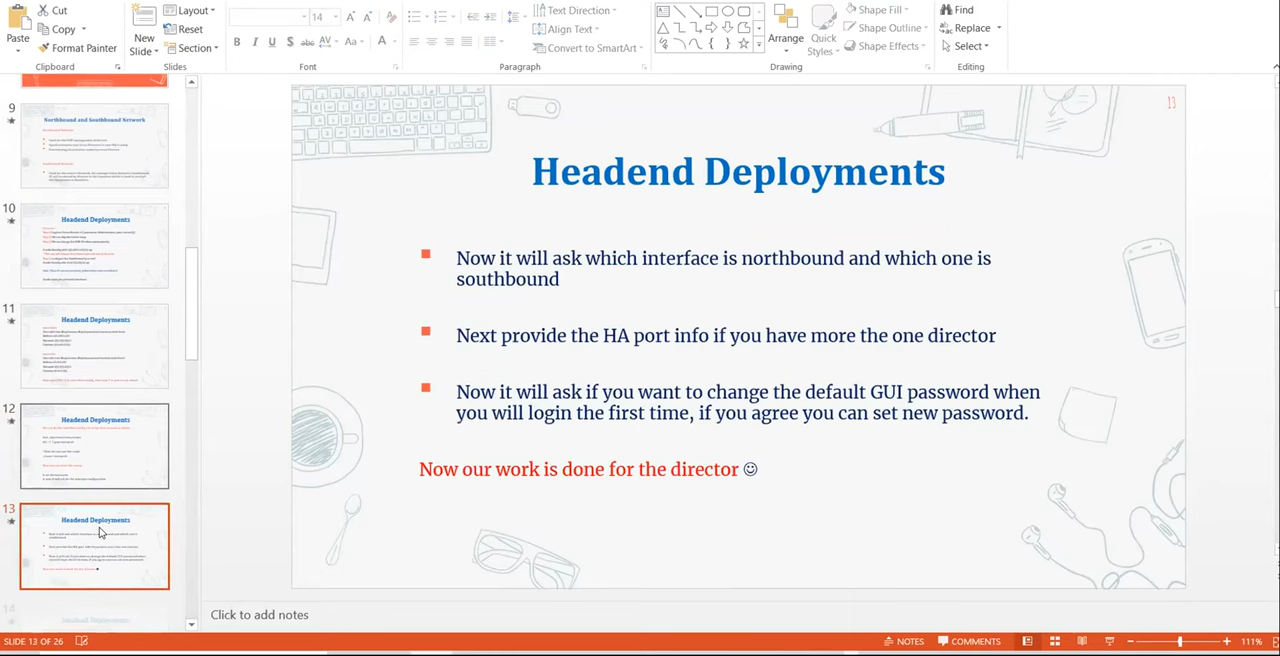 Cut
Copy
Format Painter
Paste
Clipboard
New
Slide
Layout
Reset
Section
Slides
14
B I U S abc AV Aa A
Font
Text Direction
Align Text
Convert to SmartArt
Paragraph
Arrange
Quick
Styles
Shape Fill
Shape Outline
Shape Effects
Drawing
Find
Replace
Select
Editing
9
Northbound and Southbound Network
10
Headend Deployments
11
Headend Deployments
12
Headend Deployments
13
Headend Deployments
14
13
Headend Deployments
Now it will ask which interface is northbound and which one is
southbound
Next provide the HA port info if you have more the one director
Now it will ask if you want to change the default GUI password when
you will login the first time, if you agree you can set new password.
Now our work is done for the director ☺
Click to add notes
SLIDE 13 OF 26
NOTES
COMMENTS
111%